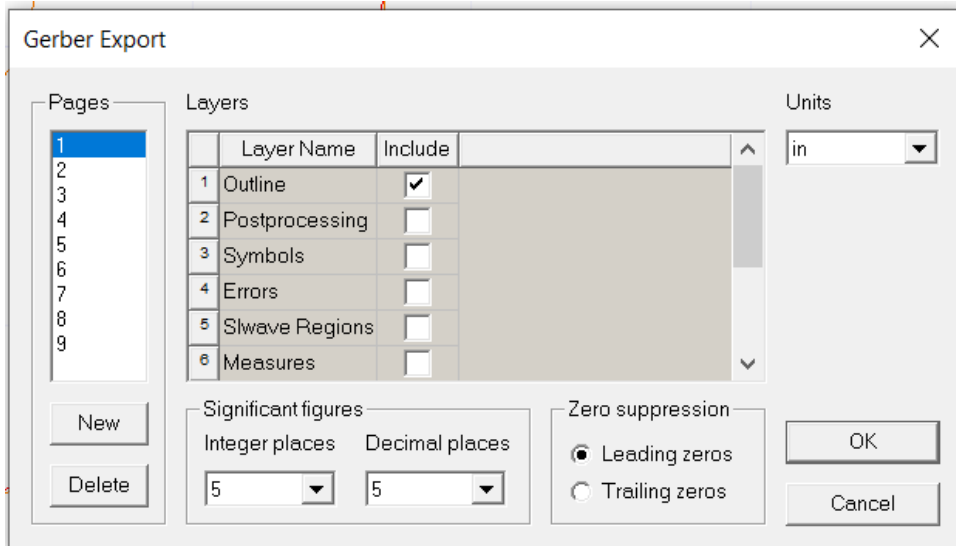 Gerber Export
Pages
1
2
3
4
5
6
7
8
9
New
Delete
Layers
Layer Name Include
1 Outline
2 Postprocessing
3 Symbols
4 Errors
5 SIwave Regions
6 Measures
Significant figures
Integer places Decimal places
5 5
Zero suppression
Leading zeros
Trailing zeros
Units
in
OK
Cancel